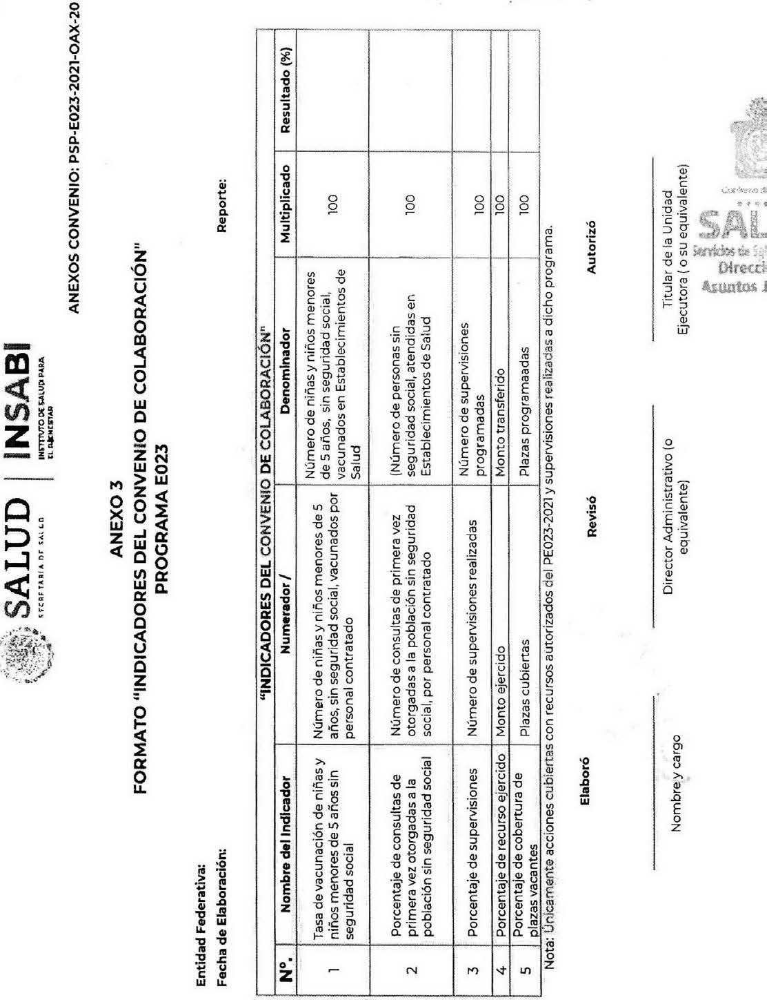 SALUD
SECRETARIA DE SALUD
INSABI
INSTITUTO DE SALUD PARA
EL BIENESTAR
ANEXOS CONVENIO: PSP-E023-2021-OAX-20
ANEXO 3
FORMATO "INDICADORES DEL CONVENIO DE COLABORACIÓN"
PROGRAMA E023
Entidad Federativa:
Fecha de Elaboración:
Reporte:
"INDICADORES DEL CONVENIO DE COLABORACIÓN"
Nº. Nombre del Indicador Numerador / Denominador Multiplicado Resultado (%)
1
Tasa de vacunación de niñas y
niños menores de 5 años sin
seguridad social
Número de niñas y niños menores de 5
años, sin seguridad social, vacunados por
personal contratado
Número de niñas y niños menores
de 5 años, sin seguridad social,
vacunados en Establecimientos de
Salud
100
2
Porcentaje de consultas de
primera vez otorgadas a la
población sin seguridad social
Número de consultas de primera vez
otorgadas a la población sin seguridad
social, por personal contratado
(Número de personas sin
seguridad social, atendidas en
Establecimientos de Salud
100
3
Porcentaje de supervisiones
Número de supervisiones realizadas
Número de supervisiones
programadas
100
4
Porcentaje de recurso ejercido
Monto ejercido
Monto transferido
100
5
Porcentaje de cobertura de
plazas vacantes
Plazas cubiertas
Plazas programaadas
100
Nota: Únicamente acciones cubiertas con recursos autorizados del PE023-2021 y supervisiones realizadas a dicho programa.
Elaboró
Revisó
Autorizó
Nombre y cargo
Director Administrativo (o
equivalente)
Titular de la Unidad
Ejecutora ( o su equivalente)
SAL
Servicios de
Direcci
Asuntos J